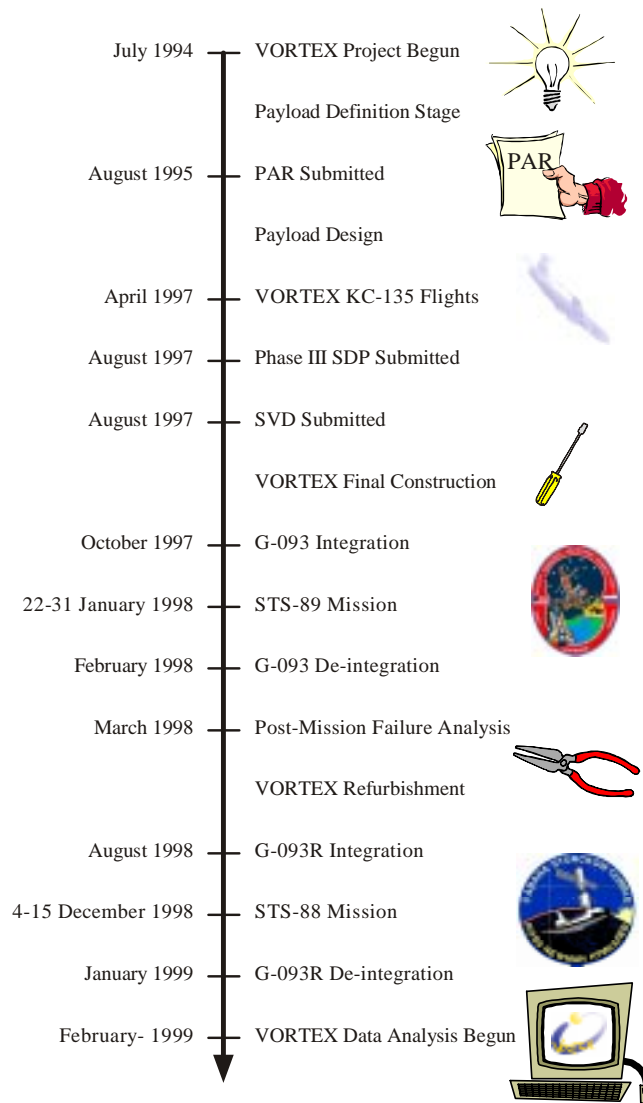 July 1994 VORTEX Project Begun
Payload Definition Stage
PAR
August 1995 PAR Submitted
Payload Design
April 1997 VORTEX KC-135 Flights
August 1997 Phase III SDP Submitted
August 1997 SVD Submitted
VORTEX Final Construction
October 1997 G-093 Integration
22-31 January 1998 STS-89 Mission
February 1998 G-093 De-integration
March 1998 Post-Mission Failure Analysis
VORTEX Refurbishment
August 1998 G-093R Integration
4-15 December 1998 STS-88 Mission
January 1999 G-093R De-integration
February- 1999 VORTEX Data Analysis Begun